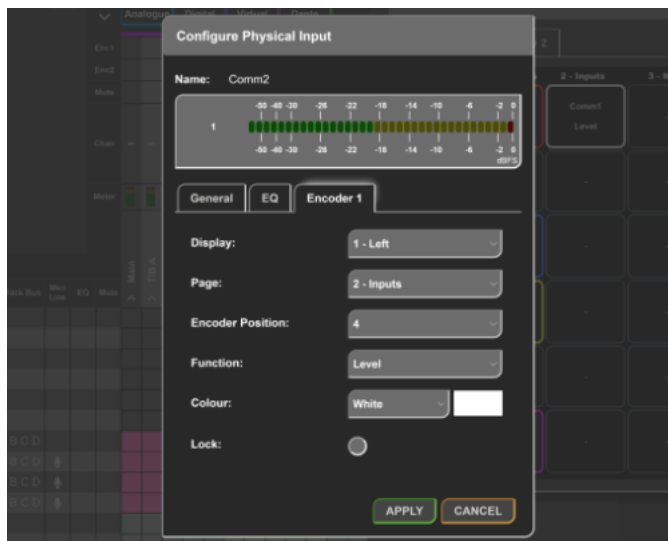 Analogue Digital Virtual Dante
Configure Physical Input
2
Enc1
Enc2
Mute
Name: Comm2
2 - Inputs
Comm1
Level
-50 -40 -30 -26 -22 -18 -14 -10 -6 -2 0
1
-50 -40 -30 -26 -22 -18 -14 -10 -6 -2 0
dBFS
Chan
Meter
General EQ Encoder 1
Display: 1 - Left
Main
T/B A
Page: 2 - Inputs
EQ Mute
Encoder Position: 4
Function: Level
Colour: White
Lock:
B C D
B C D
B C D
B C D
APPLY CANCEL